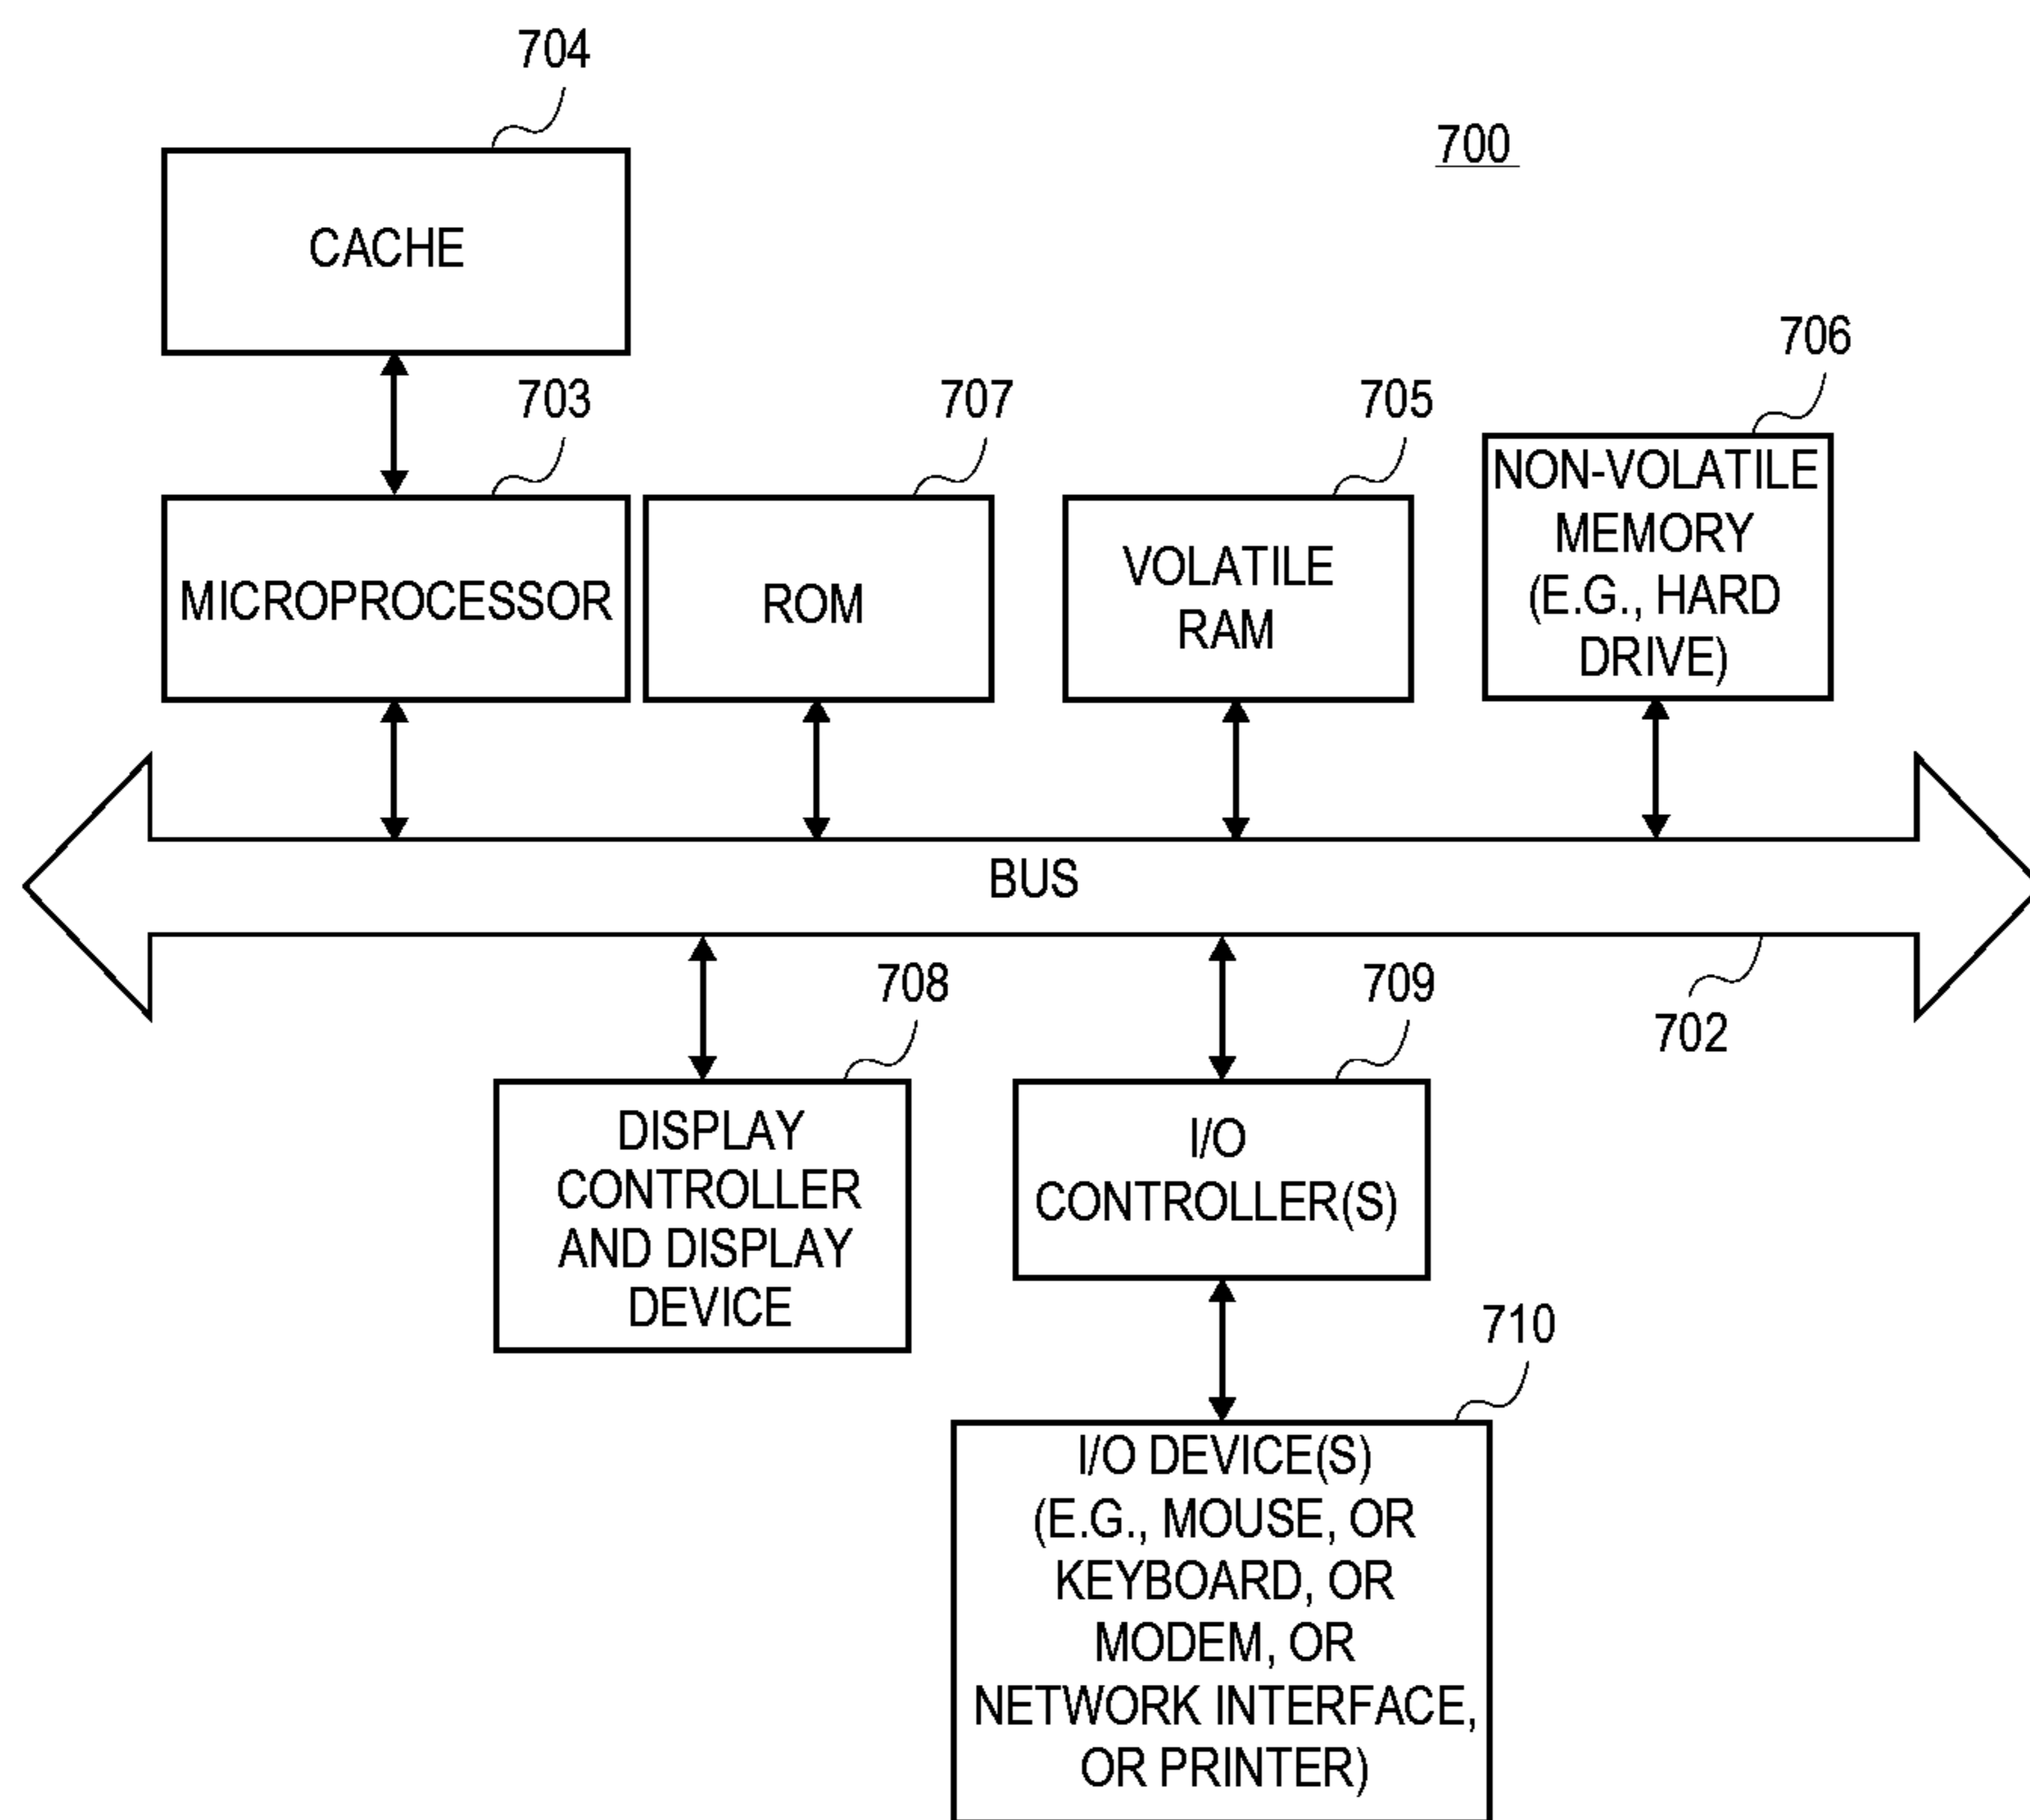 704
700
CACHE
706
703
707
705
NON-VOLATILE
MEMORY
(E.G., HARD
DRIVE)
MICROPROCESSOR
ROM
VOLATILE
RAM
BUS
702
708
709
DISPLAY
CONTROLLER
AND DISPLAY
DEVICE
I/O
CONTROLLER(S)
710
I/O DEVICE(S)
(E.G., MOUSE, OR
KEYBOARD, OR
MODEM, OR
NETWORK INTERFACE,
OR PRINTER)